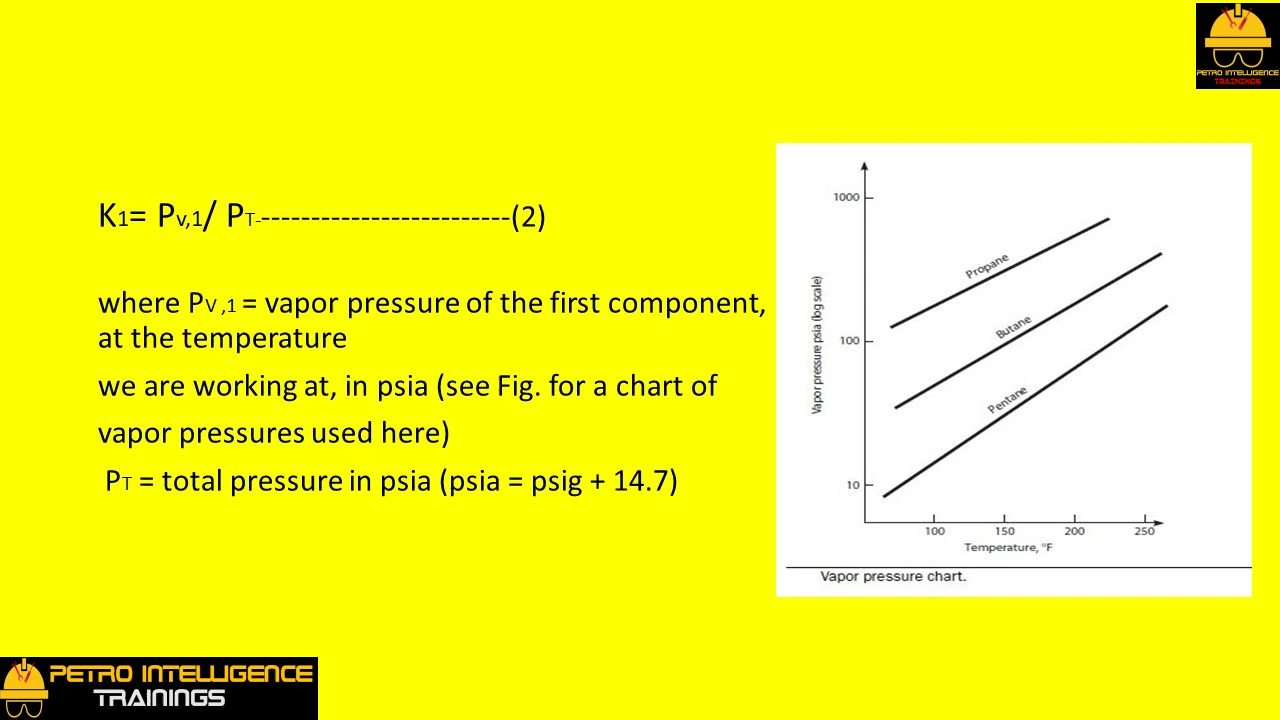 PETRO INTELLIGENCE
TRAININGS
K1= Pv,1/ PT-------------------------(2)
where PV ,1 = vapor pressure of the first component,
at the temperature
we are working at, in psia (see Fig. for a chart of
vapor pressures used here)
PT = total pressure in psia (psia = psig + 14.7)
1000
100
10
Vapor pressure psia (log scale)
Propane
Butane
Pentane
100 150 200 250
Temperature, °F
Vapor pressure chart.
PETRO INTELLIGENCE
TRAININGS